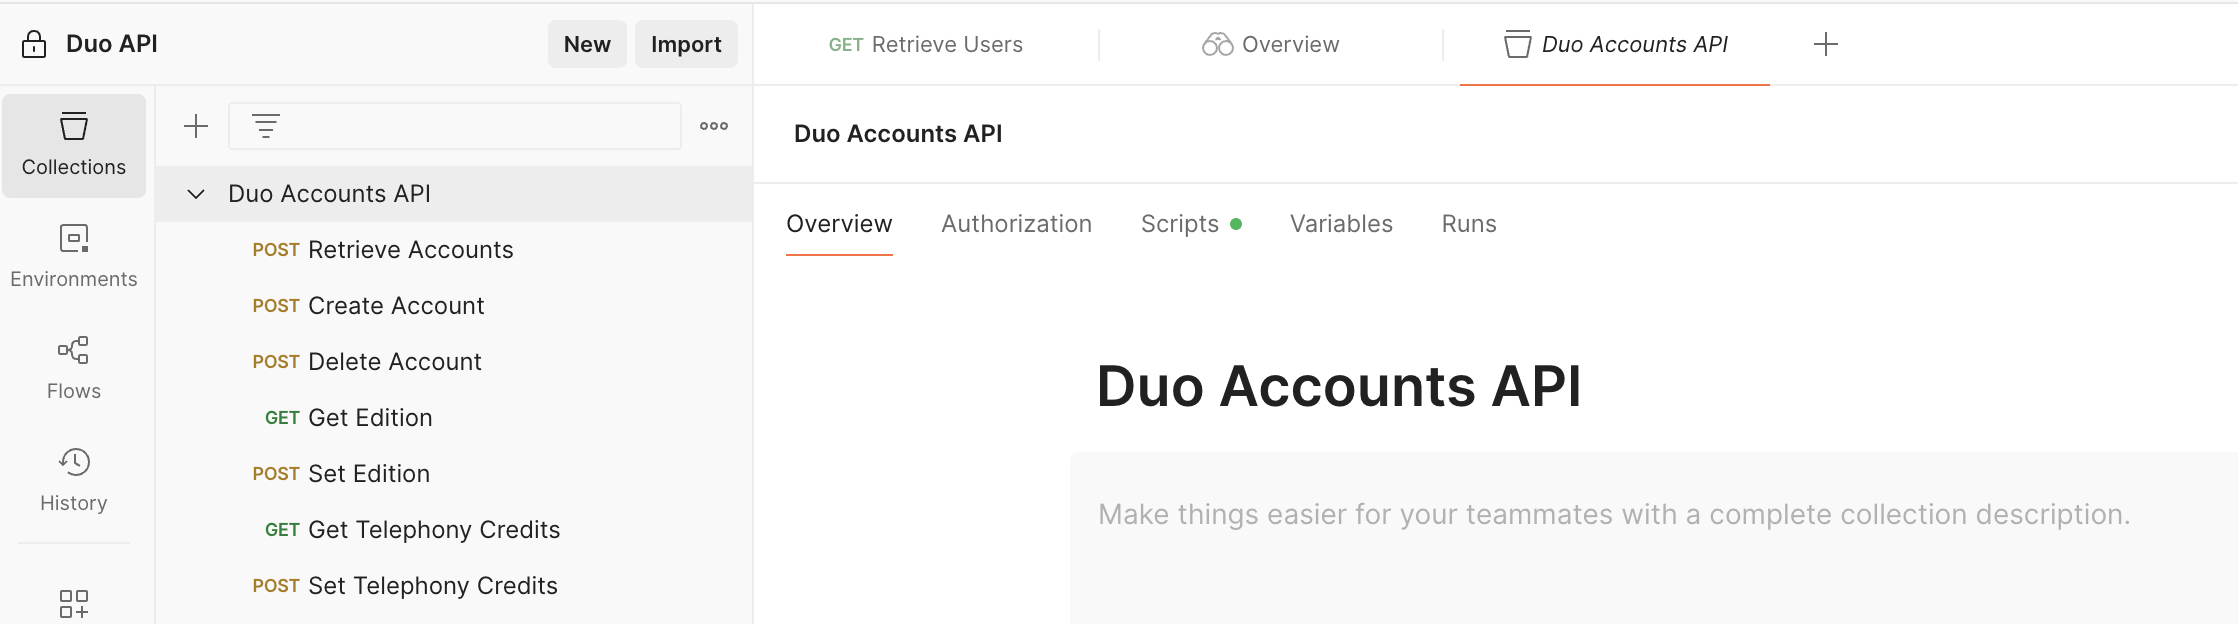 Duo API
New
Import
GET Retrieve Users
Overview
Duo Accounts API
Collections
Environments
Flows
History
Duo Accounts API
POST Retrieve Accounts
POST Create Account
POST Delete Account
GET Get Edition
POST Set Edition
GET Get Telephony Credits
POST Set Telephony Credits
Duo Accounts API
Overview
Authorization
Scripts
Variables
Runs
Duo Accounts API
Make things easier for your teammates with a complete collection description.